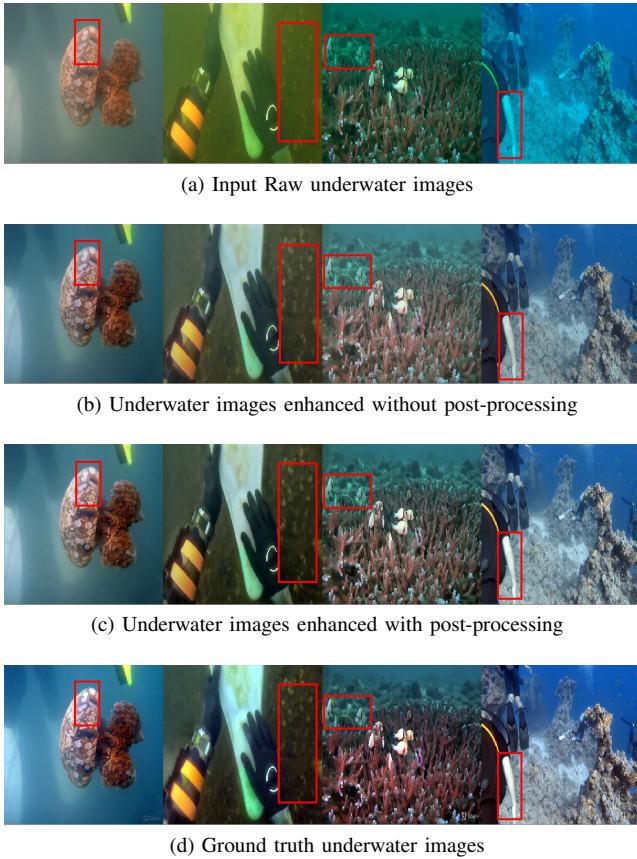 (a) Input Raw underwater images
(b) Underwater images enhanced without post-processing
(c) Underwater images enhanced with post-processing
(d) Ground truth underwater images